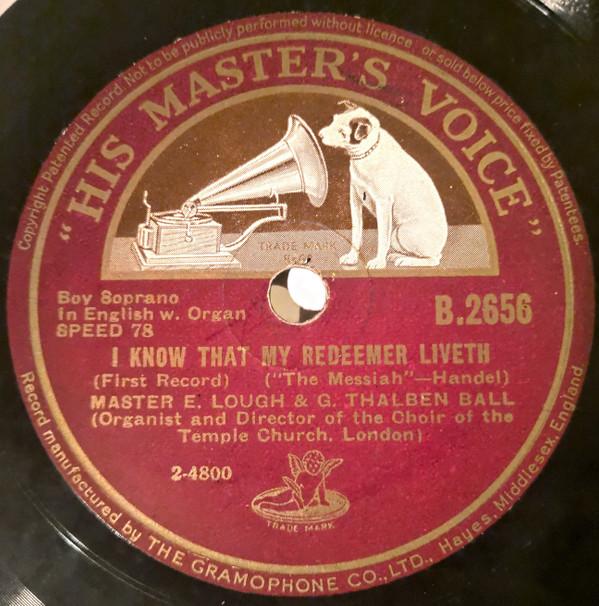 Copyright Patented Record. Not to be publicly performed without licence or sold below price fixed by Patentees.
"HIS MASTER'S VOICE"
TRADE MARK
Boy Soprano
In English w. Organ
SPEED 78
B.2656
I KNOW THAT MY REDEEMER LIVETH
(First Record) ("The Messiah"—Handel)
MASTER E. LOUGH & G. THALBEN BALL
(Organist and Director of the Choir of the
Temple Church, London)
2-4800
TRADE MARK
Record manufactured by THE GRAMOPHONE CO., LTD., Hayes, Middlesex, England.